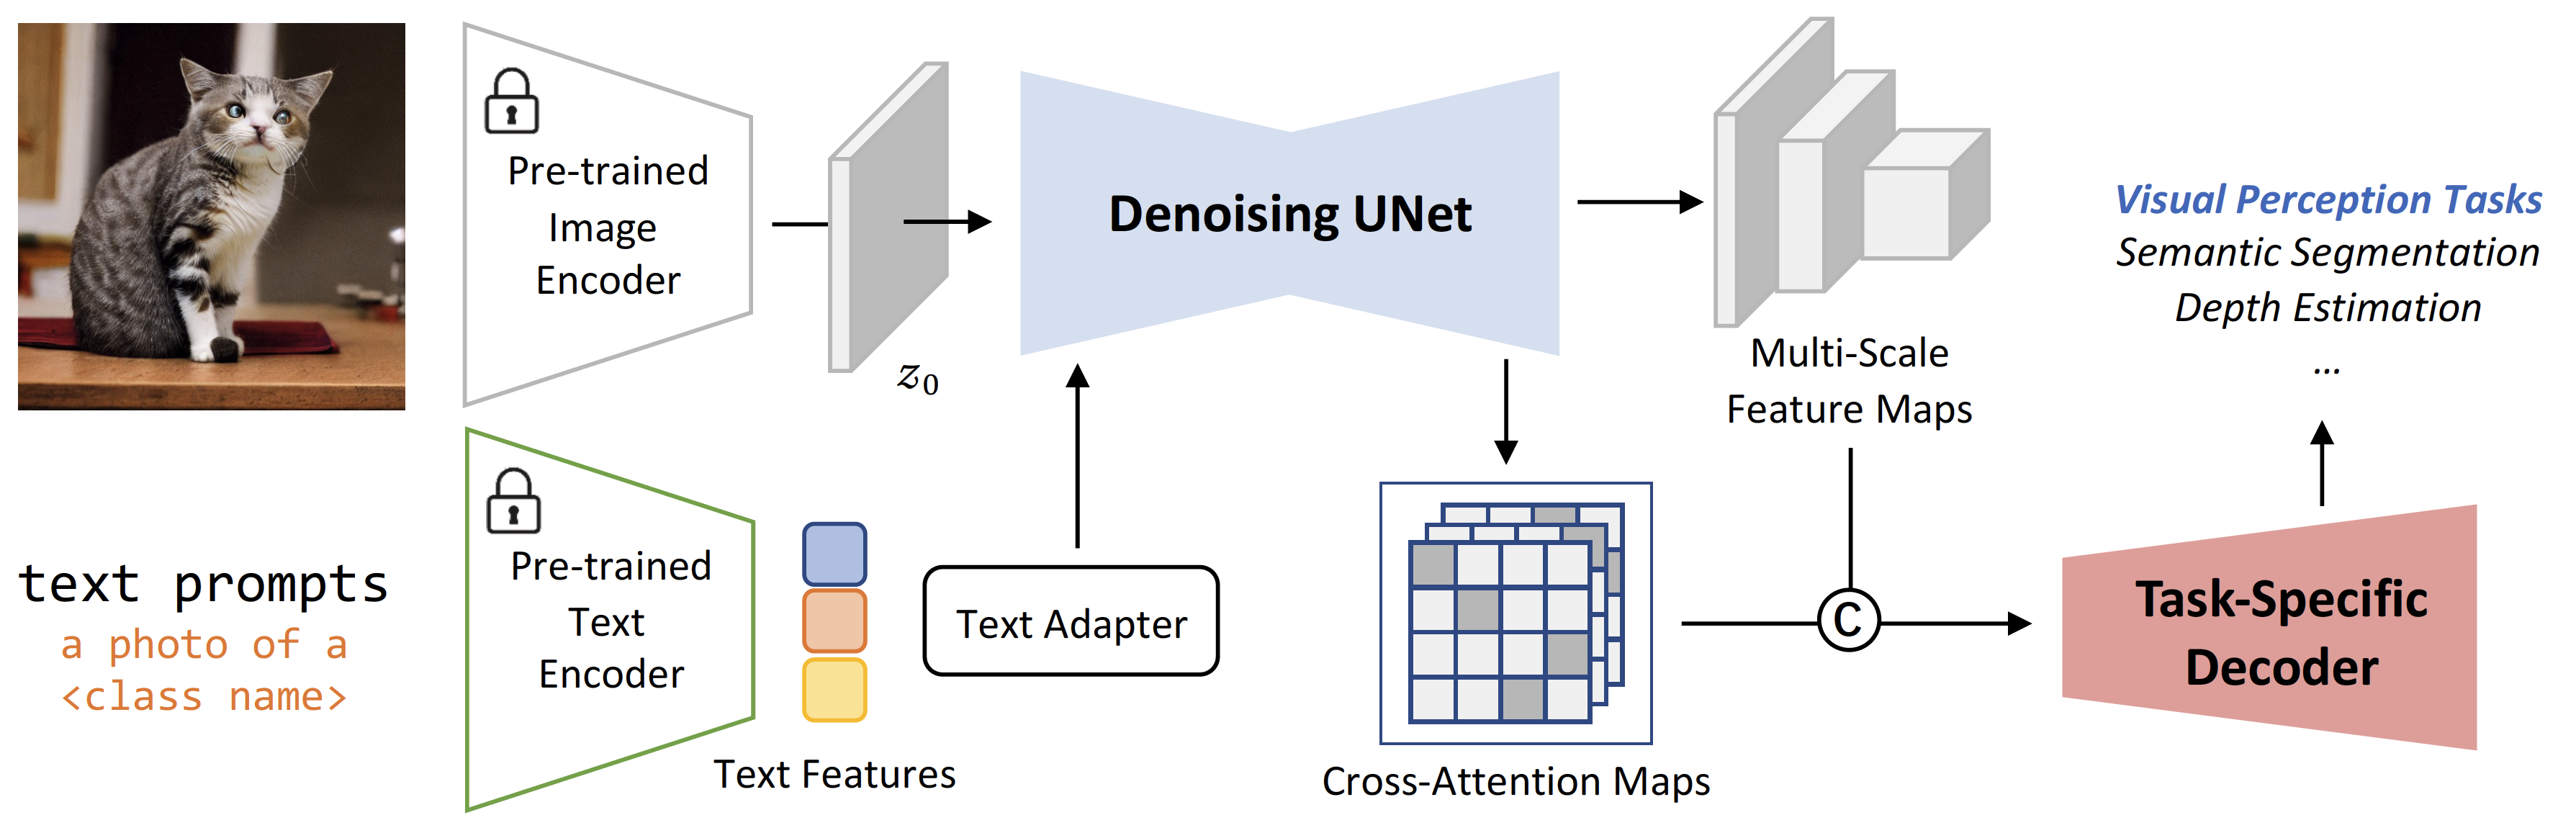 Pre-trained
Image
Encoder
z0
Denoising UNet
Multi-Scale
Feature Maps
Visual Perception Tasks
Semantic Segmentation
Depth Estimation
...
text prompts
a photo of a
<class name>
Pre-trained
Text
Encoder
Text Features
Text Adapter
Cross-Attention Maps
C
Task-Specific
Decoder